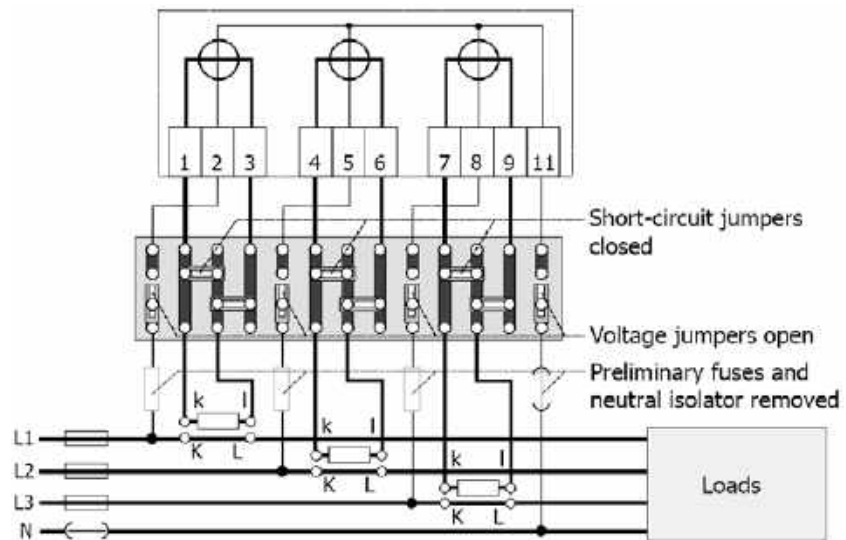 1 2 3 4 5 6 7 8 9 11
Short-circuit jumpers
closed
Voltage jumpers open
Preliminary fuses and
neutral isolator removed
k l
L1
K L
k l
L2
K L
Loads
k l
L3
K L
N